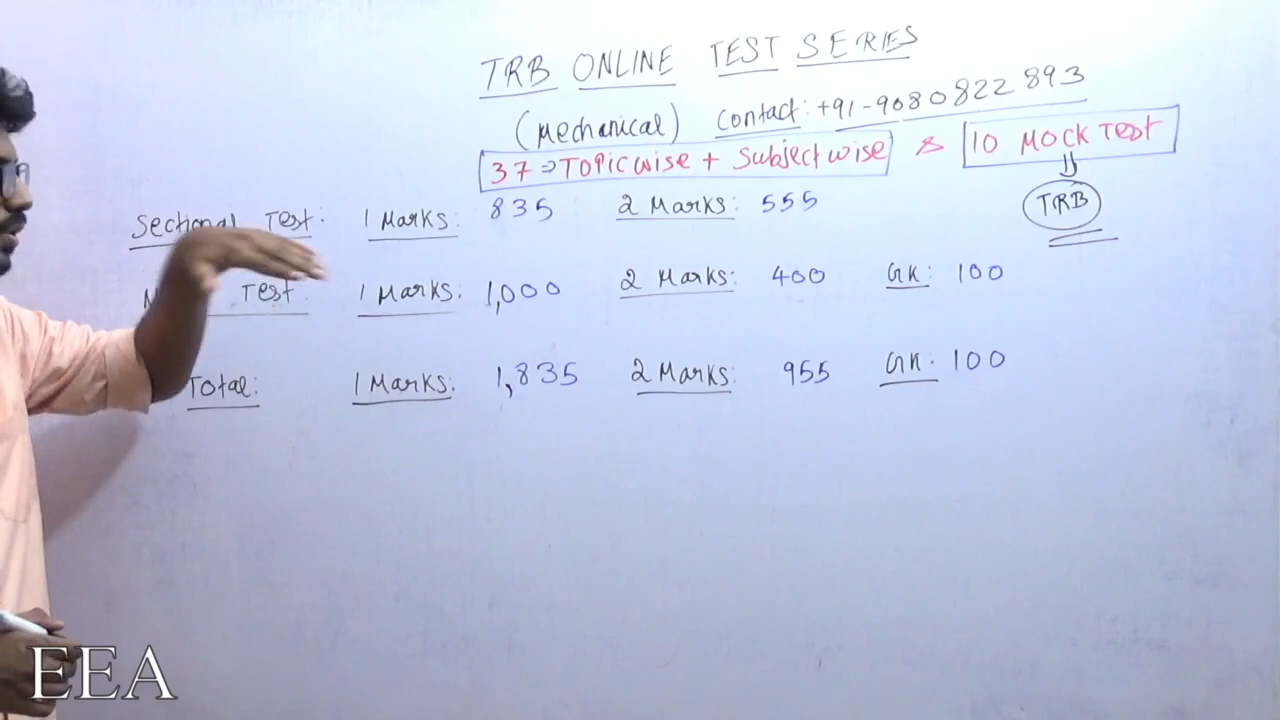 TRB ONLINE TEST SERIES
(Mechanical) contact: +91-9080822893
37 ⇒ Topicwise + Subjectwise & 10 MOCK TEST
⇓
TRB
Sectional Test: 1 Marks: 835 2 Marks: 555
Test: 1 Marks: 1,000 2 Marks: 400 GK: 100
Total: 1 Marks: 1,835 2 Marks: 955 GK: 100
EEA